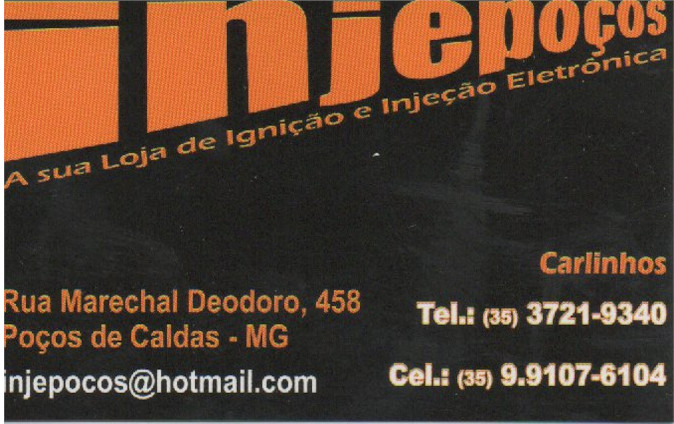 injepoços
A sua Loja de Ignição e Injeção Eletrônica
Carlinhos
Rua Marechal Deodoro, 458
Poços de Caldas - MG
injepocos@hotmail.com
Tel.: (35) 3721-9340
Cel.: (35) 9.9107-6104